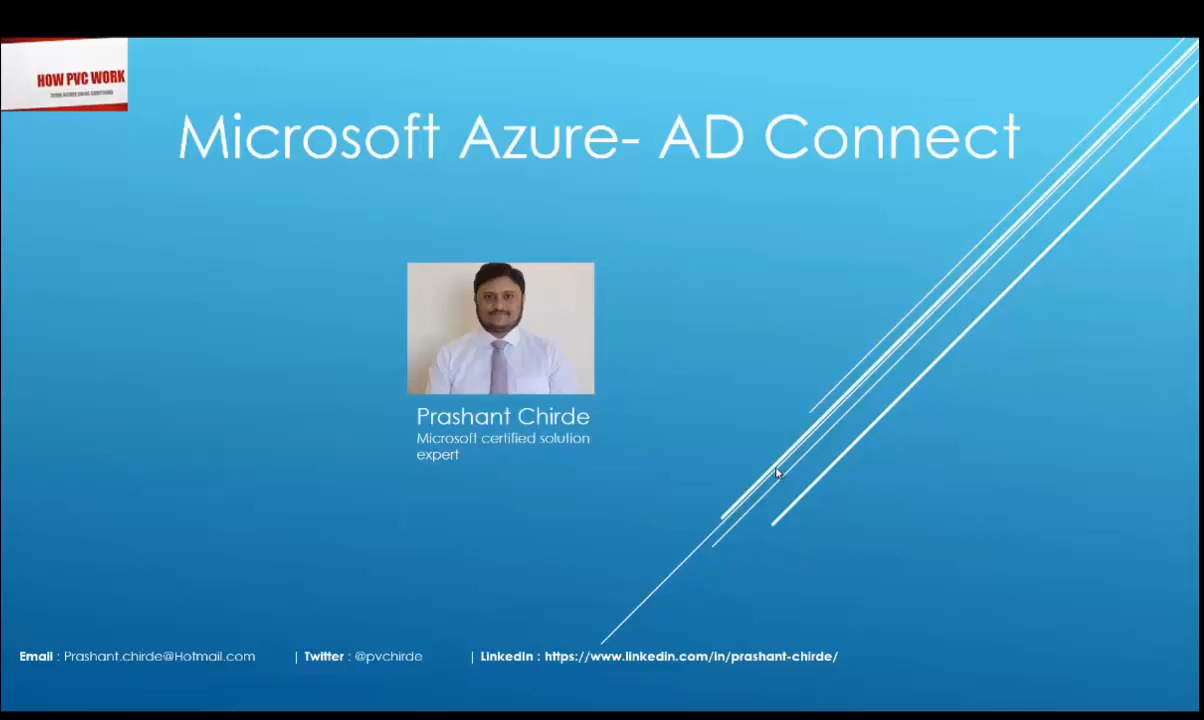 HOW PVC WORK
Microsoft Azure- AD Connect
Prashant Chirde
Microsoft certified solution
expert
Email : Prashant.chirde@Hotmail.com | Twitter : @pvchirde | LinkedIn : https://www.linkedin.com/in/prashant-chirde/